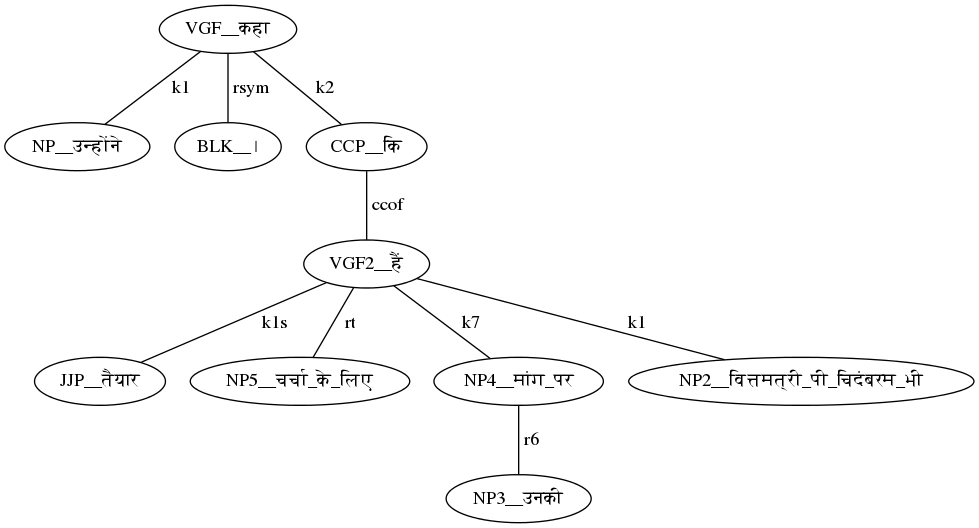 VGF__कहा
k1 rsym k2
NP__उन्होंने BLK__। CCP__कि
ccof
VGF2__हैं
k1s rt k7 k1
JJP__तैयार NP5__चर्चा_के_लिए NP4__मांग_पर NP2__वित्तमत्री_पी_चिदंबरम_भी
r6
NP3__उनकी